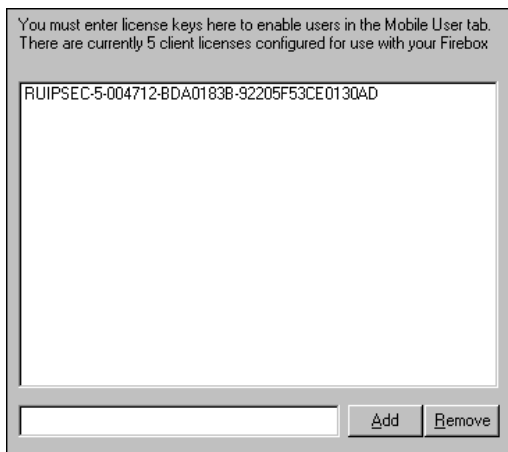 You must enter license keys here to enable users in the Mobile User tab.
There are currently 5 client licenses configured for use with your Firebox
RUIPSEC-5-004712-BDA0183B-92205F53CE0130AD
Add Remove